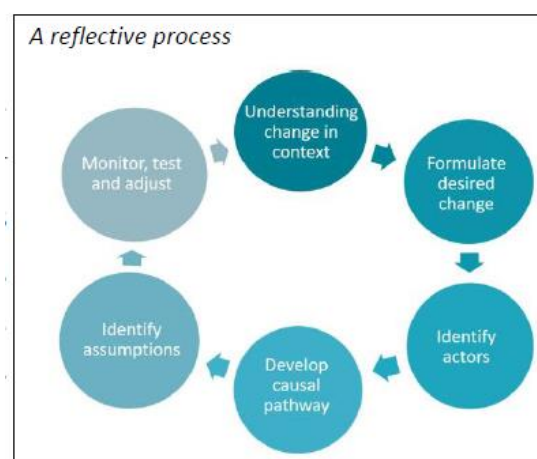 A reflective process
Understanding
change in
context
Formulate
desired
change
Identify
actors
Develop
causal
pathway
Identify
assumptions
Monitor, test
and adjust